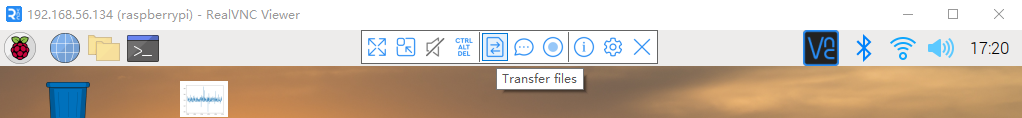 192.168.56.134 (raspberrypi) - RealVNC Viewer
CTRL
ALT
DEL
17:20
Transfer files